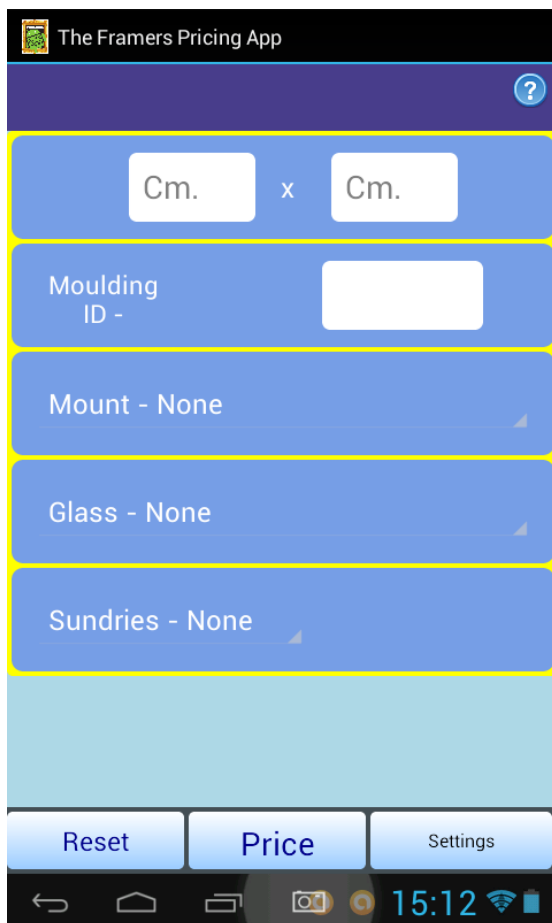 The Framers Pricing App
?
Cm. x Cm.
Moulding
ID -
Mount - None
Glass - None
Sundries - None
Reset Price Settings
15:12